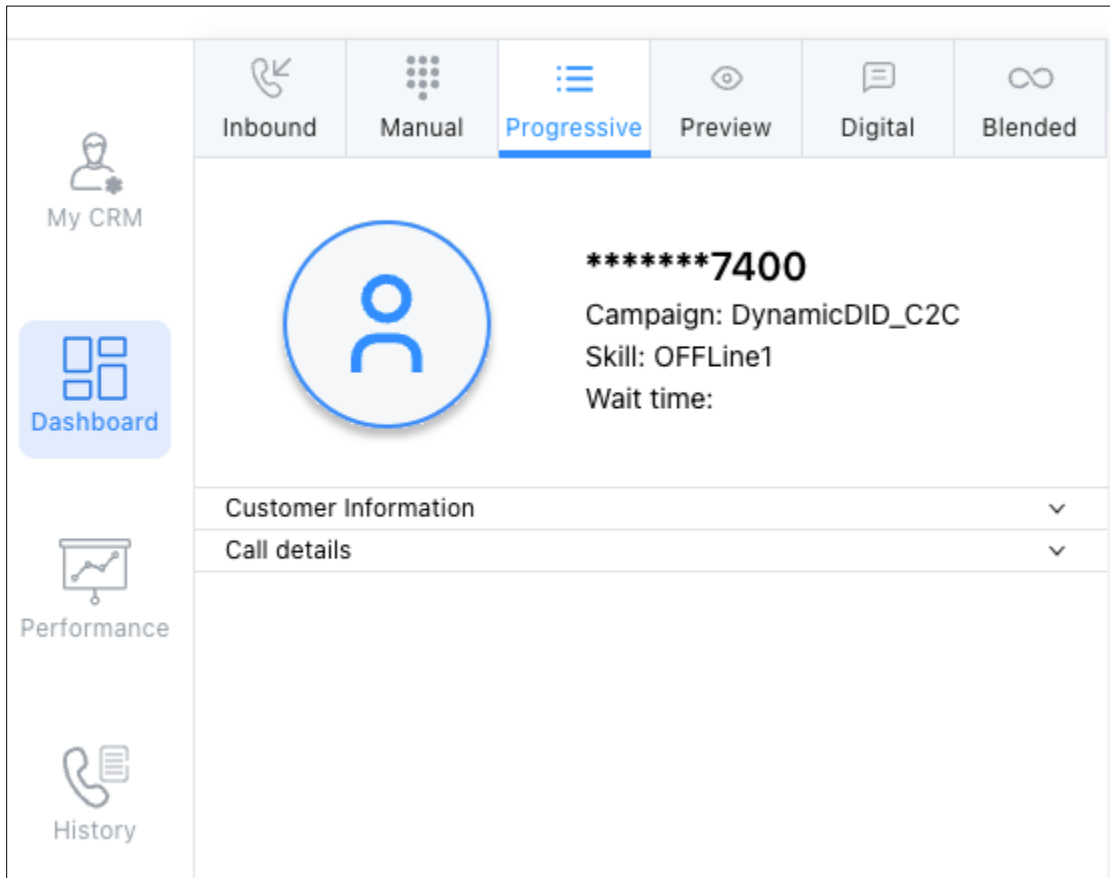 Inbound
Manual
Progressive
Preview
Digital
Blended
My CRM
*******7400
Campaign: DynamicDID_C2C
Skill: OFFLine1
Wait time:
Dashboard
Customer Information
Call details
Performance
History